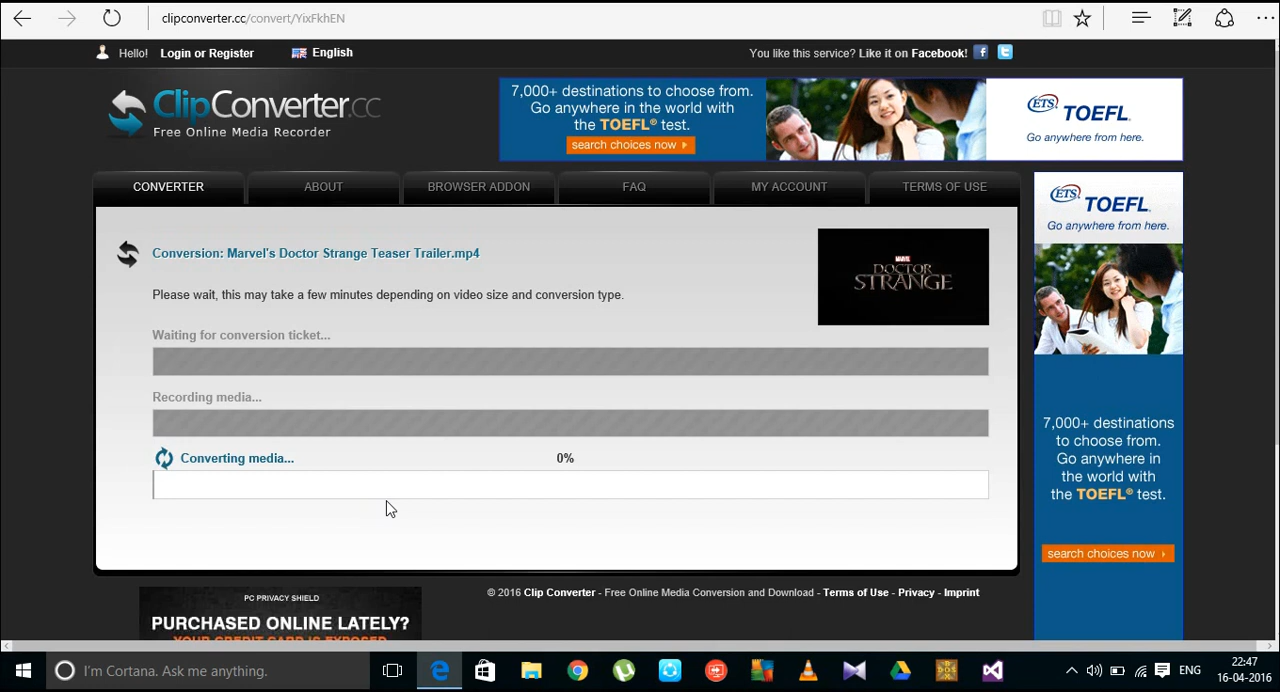 clipconverter.cc/convert/YixFkhEN
Hello! Login or Register English
You like this service? Like it on Facebook!
ClipConverter.cc
Free Online Media Recorder
7,000+ destinations to choose from.
Go anywhere in the world with
the TOEFL® test.
search choices now
ETS TOEFL.
Go anywhere from here.
CONVERTER ABOUT BROWSER ADDON FAQ MY ACCOUNT TERMS OF USE
Conversion: Marvel's Doctor Strange Teaser Trailer.mp4
Please wait, this may take a few minutes depending on video size and conversion type.
MARVEL
DOCTOR
STRANGE
Waiting for conversion ticket...
Recording media...
Converting media... 0%
ETS TOEFL.
Go anywhere from here.
7,000+ destinations
to choose from.
Go anywhere in
the world with
the TOEFL® test.
search choices now
© 2016 Clip Converter - Free Online Media Conversion and Download - Terms of Use - Privacy - Imprint
PC PRIVACY SHIELD
PURCHASED ONLINE LATELY?
YOUR CREDIT CARD IS EXPOSED
I'm Cortana. Ask me anything.
ENG
22:47
16-04-2016